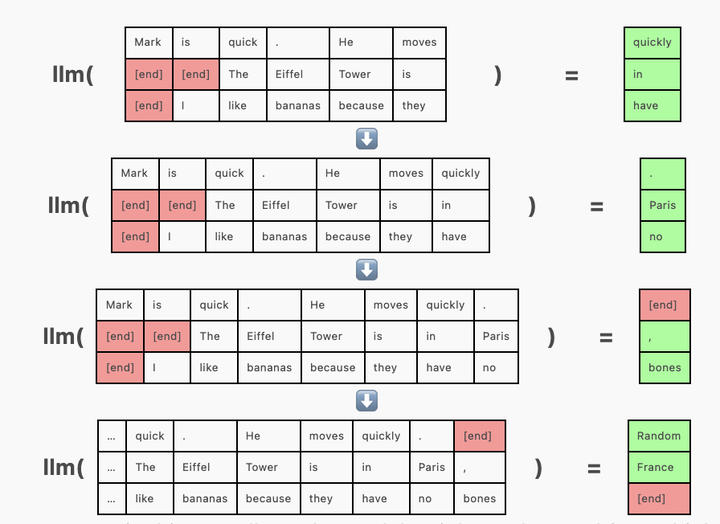 Mark is quick . He moves quickly
llm( [end] [end] The Eiffel Tower is ) = in
[end] I like bananas because they have
Mark is quick . He moves quickly .
llm( [end] [end] The Eiffel Tower is in ) = Paris
[end] I like bananas because they have no
Mark is quick . He moves quickly . [end]
llm( [end] [end] The Eiffel Tower is in Paris ) = ,
[end] I like bananas because they have no bones
... quick . He moves quickly . [end] Random
llm( ... The Eiffel Tower is in Paris , ) = France
... like bananas because they have no bones [end]